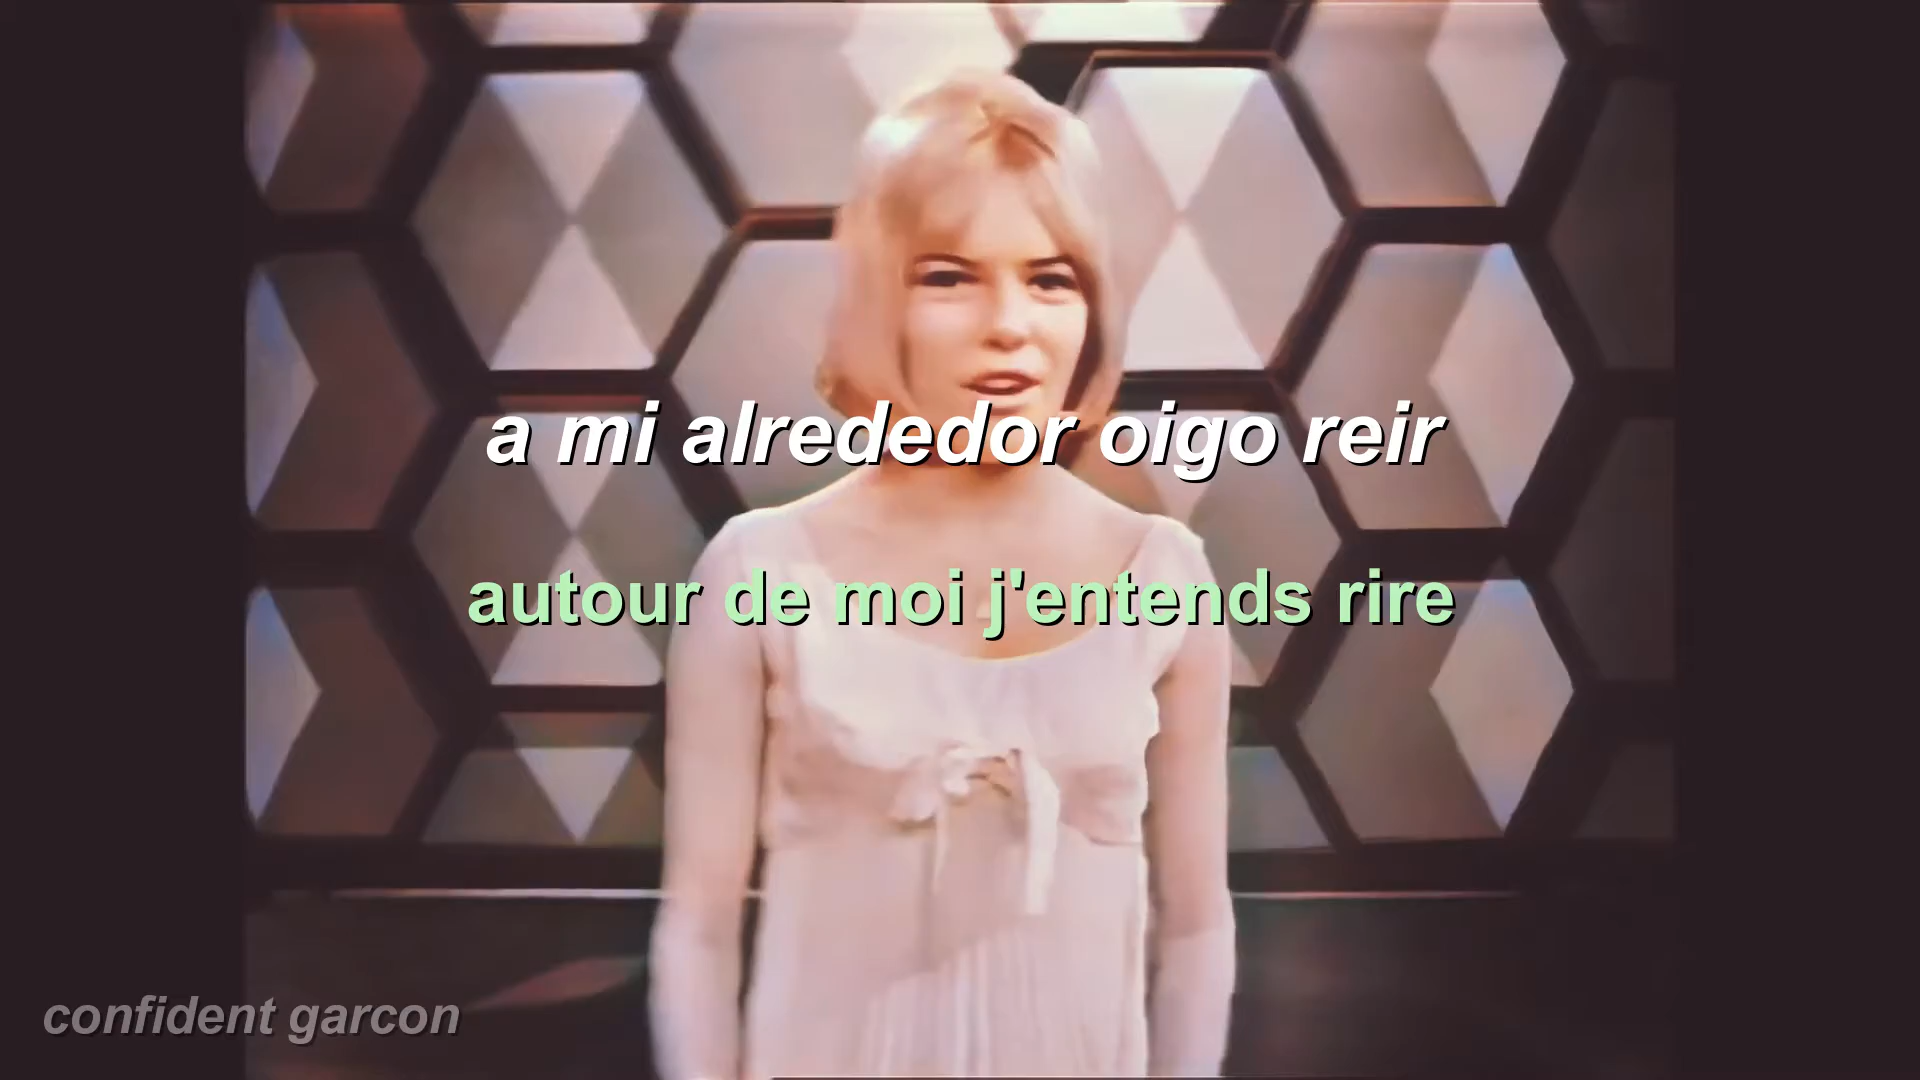 a mi alrededor oigo reir
autour de moi j'entends rire
confident garcon